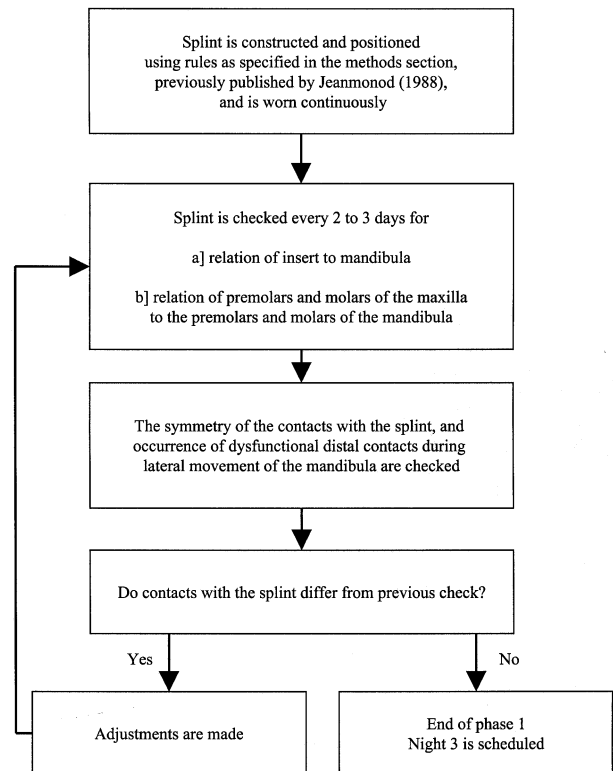 Splint is constructed and positioned
using rules as specified in the methods section,
previously published by Jeanmonod (1988),
and is worn continuously
Splint is checked every 2 to 3 days for
a] relation of insert to mandibula
b] relation of premolars and molars of the maxilla
to the premolars and molars of the mandibula
The symmetry of the contacts with the splint, and
occurrence of dysfunctional distal contacts during
lateral movement of the mandibula are checked
Do contacts with the splint differ from previous check?
Yes
No
Adjustments are made
End of phase 1
Night 3 is scheduled